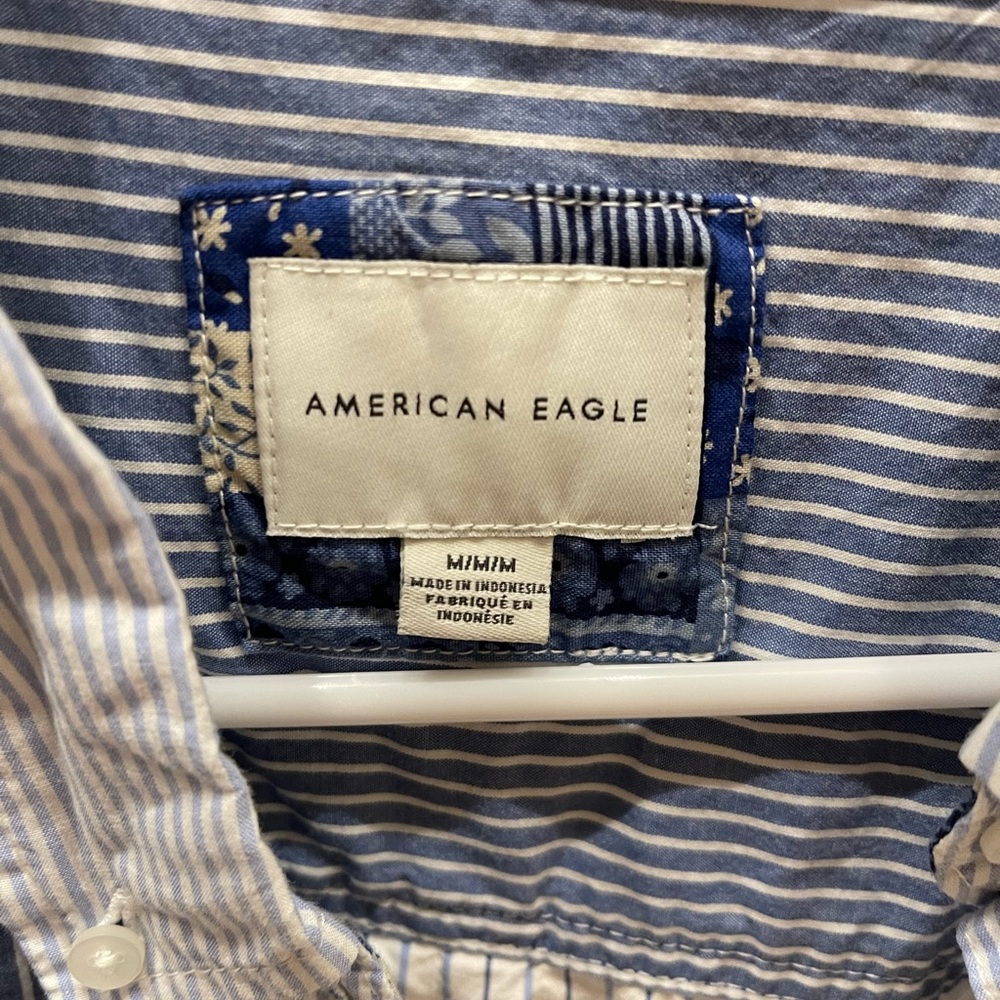 AMERICAN EAGLE
M/M/M
MADE IN INDONESIA
FABRIQUÉ EN
INDONÉSIE